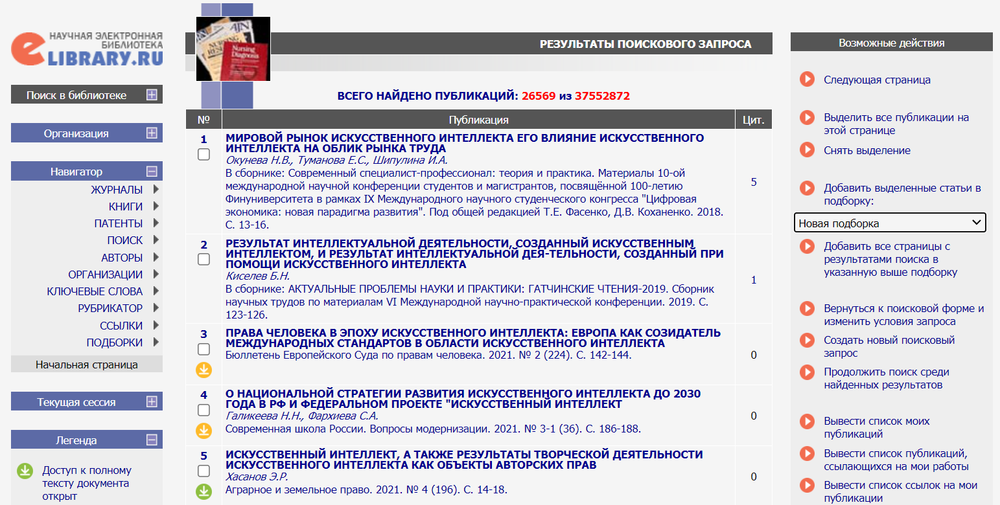 НАУЧНАЯ ЭЛЕКТРОННАЯ
БИБЛИОТЕКА
eLIBRARY.RU
Поиск в библиотеке
Организация
Навигатор
ЖУРНАЛЫ
КНИГИ
ПАТЕНТЫ
ПОИСК
АВТОРЫ
ОРГАНИЗАЦИИ
КЛЮЧЕВЫЕ СЛОВА
РУБРИКАТОР
ССЫЛКИ
ПОДБОРКИ
Начальная страница
Текущая сессия
Легенда
Доступ к полному
тексту документа
открыт
AJN
Nursing
Diagnosis
РЕЗУЛЬТАТЫ ПОИСКОВОГО ЗАПРОСА
ВСЕГО НАЙДЕНО ПУБЛИКАЦИЙ: 26569 из 37552872
№ Публикация Цит.
1 МИРОВОЙ РЫНОК ИСКУССТВЕННОГО ИНТЕЛЛЕКТА ЕГО ВЛИЯНИЕ ИСКУССТВЕННОГО
ИНТЕЛЛЕКТА НА ОБЛИК РЫНКА ТРУДА
Окунева Н.В., Туманова Е.С., Шипулина И.А.
В сборнике: Современный специалист-профессионал: теория и практика. Материалы 10-ой
международной научной конференции студентов и магистрантов, посвящённой 100-летию
Финуниверситета в рамках IX Международного научного студенческого конгресса "Цифровая
экономика: новая парадигма развития". Под общей редакцией Т.Е. Фасенко, Д.В. Коханенко. 2018.
С. 13-16.
5
2 РЕЗУЛЬТАТ ИНТЕЛЛЕКТУАЛЬНОЙ ДЕЯТЕЛЬНОСТИ, СОЗДАННЫЙ ИСКУССТВЕННЫМ
ИНТЕЛЛЕКТОМ, И РЕЗУЛЬТАТ ИНТЕЛЛЕКТУАЛЬНОЙ ДЕЯ-ТЕЛЬНОСТИ, СОЗДАННЫЙ ПРИ
ПОМОЩИ ИСКУССТВЕННОГО ИНТЕЛЛЕКТА
Киселев Б.Н.
В сборнике: АКТУАЛЬНЫЕ ПРОБЛЕМЫ НАУКИ И ПРАКТИКИ: ГАТЧИНСКИЕ ЧТЕНИЯ-2019. Сборник
научных трудов по материалам VI Международной научно-практической конференции. 2019. С.
123-126.
1
3 ПРАВА ЧЕЛОВЕКА В ЭПОХУ ИСКУССТВЕННОГО ИНТЕЛЛЕКТА: ЕВРОПА КАК СОЗИДАТЕЛЬ
МЕЖДУНАРОДНЫХ СТАНДАРТОВ В ОБЛАСТИ ИСКУССТВЕННОГО ИНТЕЛЛЕКТА
Бюллетень Европейского Суда по правам человека. 2021. № 2 (224). С. 142-144.
0
4 О НАЦИОНАЛЬНОЙ СТРАТЕГИИ РАЗВИТИЯ ИСКУССТВЕННОГО ИНТЕЛЛЕКТА ДО 2030
ГОДА В РФ И ФЕДЕРАЛЬНОМ ПРОЕКТЕ "ИСКУССТВЕННЫЙ ИНТЕЛЛЕКТ
Галикеева Н.Н., Фархиева С.А.
Современная школа России. Вопросы модернизации. 2021. № 3-1 (36). С. 186-188.
0
5 ИСКУССТВЕННЫЙ ИНТЕЛЛЕКТ, А ТАКЖЕ РЕЗУЛЬТАТЫ ТВОРЧЕСКОЙ ДЕЯТЕЛЬНОСТИ
ИСКУССТВЕННОГО ИНТЕЛЛЕКТА КАК ОБЪЕКТЫ АВТОРСКИХ ПРАВ
Хасанов Э.Р.
Аграрное и земельное право. 2021. № 4 (196). С. 14-18.
0
Возможные действия
Следующая страница
Выделить все публикации на
этой странице
Снять выделение
Добавить выделенные статьи в
подборку:
Новая подборка
Добавить все страницы с
результатами поиска в
указанную выше подборку
Вернуться к поисковой форме и
изменить условия запроса
Создать новый поисковый
запрос
Продолжить поиск среди
найденных результатов
Вывести список моих
публикаций
Вывести список публикаций,
ссылающихся на мои работы
Вывести список ссылок на мои
публикации